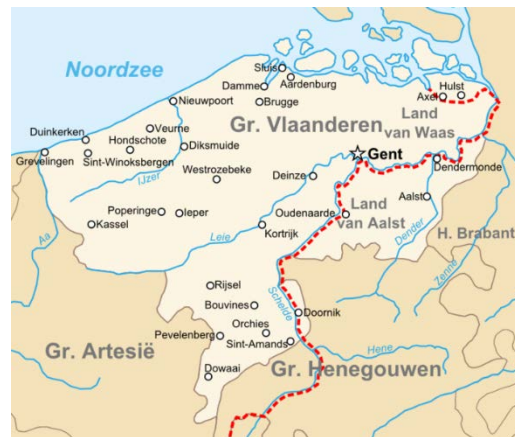 Noordzee
Sluis
Aardenburg
Damme
Brugge
Hulst
Axel
Nieuwpoort
Land
van Waas
Gr. Vlaanderen
Veurne
Duinkerken
Hondschote
Diksmuide
Gent
Grevelingen
Sint-Winoksbergen
Dendermonde
Westrozebeke
Deinze
IJzer
Aalst
Land
van Aalst
Poperinge
Ieper
Oudenaarde
Kassel
Kortrijk
Leie
Dender
H. Brabant
Aa
Zenne
Rijsel
Schelde
Bouvines
Doornik
Orchies
Pevelenberg
Sint-Amands
Gr. Artesië
Hene
Gr. Henegouwen
Dowaai